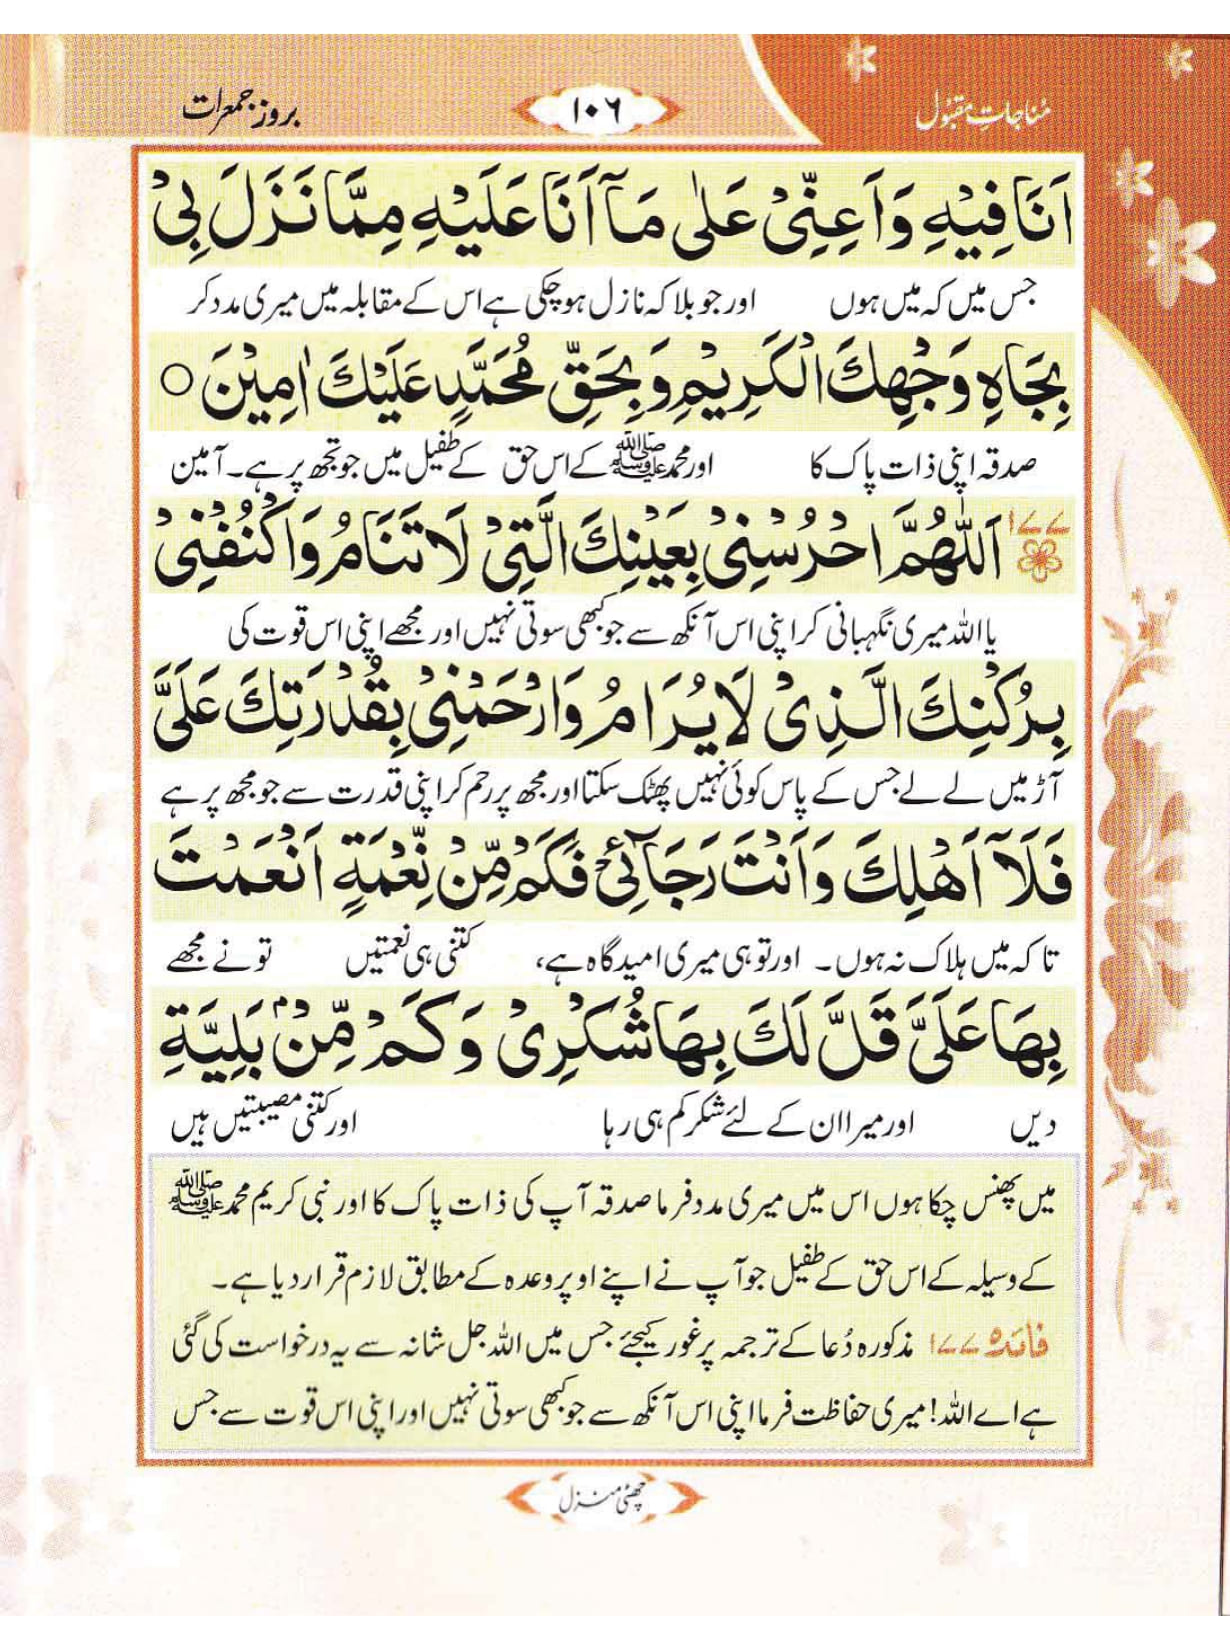 مُناجاتِ مقبول
۱۰۶
بروز جمعرات
اَنَا فِيْهِ وَاَعِنِّيْ عَلٰى مَآ اَنَا عَلَيْهِ مِمَّا نَزَلَ بِيْ
جس میں کہ میں ہوں اور جو بلا کہ نازل ہوچکی ہے اس کے مقابلہ میں میری مدد کر
بِجَاهِ وَجْهِكَ الْكَرِيْمِ وَبِحَقِّ مُحَمَّدٍ عَلَيْكَ اٰمِيْنَ ○
صدقہ اپنی ذات پاک کا اور محمد ﷺ کے اس حق کے طفیل میں جو تجھ پر ہے۔ آمین
۱۷۷ اَللّٰهُمَّ احْرُسْنِيْ بِعَيْنِكَ الَّتِيْ لَا تَنَامُ وَاكْنُفْنِيْ
یا اللہ میری نگہبانی کر اپنی اس آنکھ سے جو کبھی سوتی نہیں اور مجھے اپنی اس قوت کی
بِرُكْنِكَ الَّذِيْ لَا يُرَامُ وَارْحَمْنِيْ بِقُدْرَتِكَ عَلَيَّ
آڑ میں لے لے جس کے پاس کوئی نہیں پھٹک سکتا اور مجھ پر رحم کر اپنی قدرت سے جو مجھ پر ہے
فَلَآ اَهْلِكَ وَاَنْتَ رَجَآئِيْ فَكَمْ مِّنْ نِّعْمَةٍ اَنْعَمْتَ
تا کہ میں ہلاک نہ ہوں۔ اور تو ہی میری امید گاہ ہے، کتنی ہی نعمتیں تو نے مجھے
بِهَا عَلَيَّ قَلَّ لَكَ بِهَا شُكْرِيْ وَكَمْ مِّنْۢ بَلِيَّةٍ
دیں اور میرا ان کے لئے شکر کم ہی رہا اور کتنی مصیبتیں ہیں
میں پھنس چکا ہوں اس میں میری مدد فرما صدقہ آپ کی ذات پاک کا اور نبی کریم محمد ﷺ
کے وسیلہ کے اس حق کے طفیل جو آپ نے اپنے اوپر وعدہ کے مطابق لازم قرار دیا ہے۔
فائدہ ۱۷۷ مذکورہ دُعا کے ترجمہ پر غور کیجئے جس میں اللہ جل شانہ سے یہ درخواست کی گئی
ہے اے اللہ! میری حفاظت فرما اپنی اس آنکھ سے جو کبھی سوتی نہیں اور اپنی اس قوت سے جس
چھٹی منزل